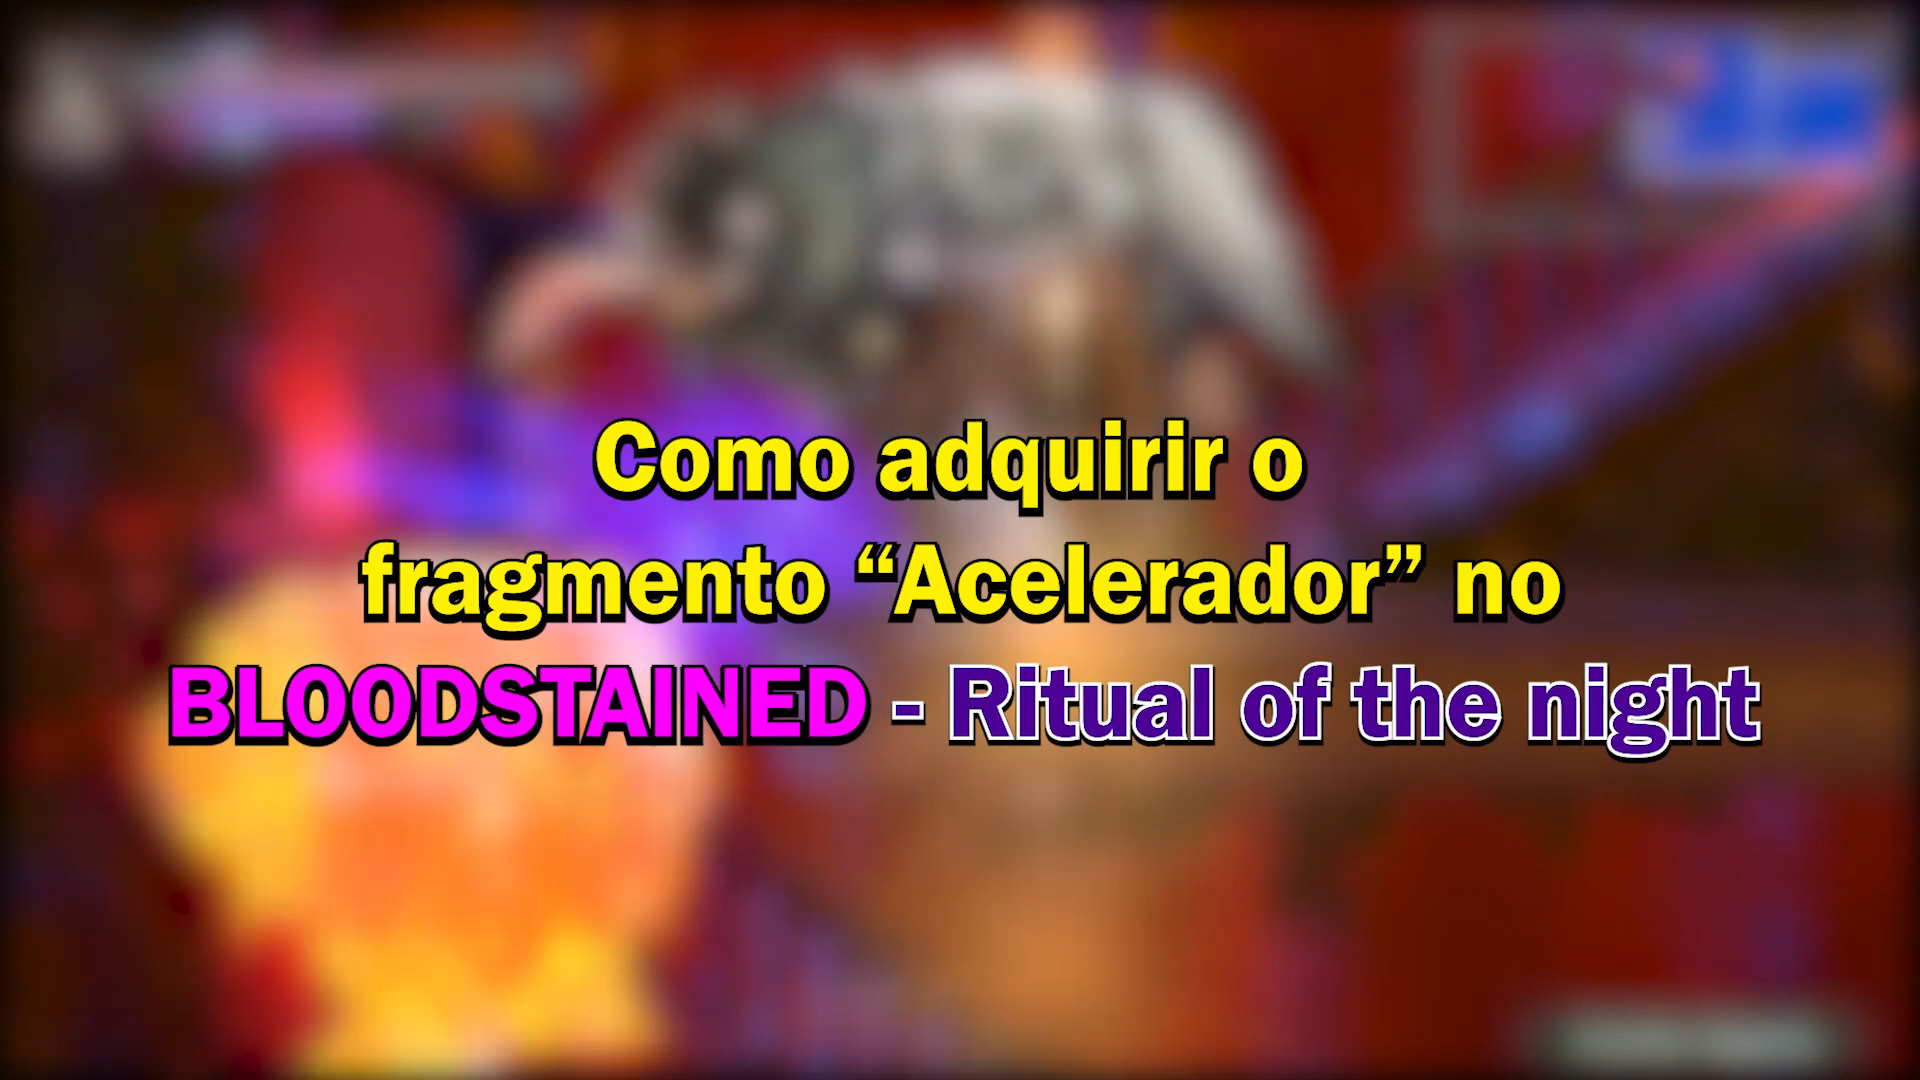 Como adquirir o
fragmento “Acelerador” no
BLOODSTAINED - Ritual of the night